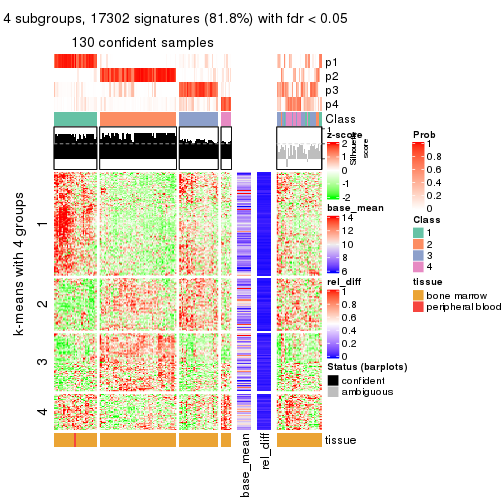 4 subgroups, 17302 signatures (81.8%) with fdr < 0.05
130 confident samples
p1
p2
p3
p4
Class
1
Silhouette
score
z-score
2
1
0
-1
-2
base_mean
14
12
10
8
6
rel_diff
1
0.8
0.6
0.4
0.2
0
Status (barplots)
confident
ambiguous
Prob
1
0.8
0.6
0.4
0.2
0
Class
1
2
3
4
tissue
bone marrow
peripheral blood
k-means with 4 groups
1
2
3
4
tissue
base_mean
rel_diff